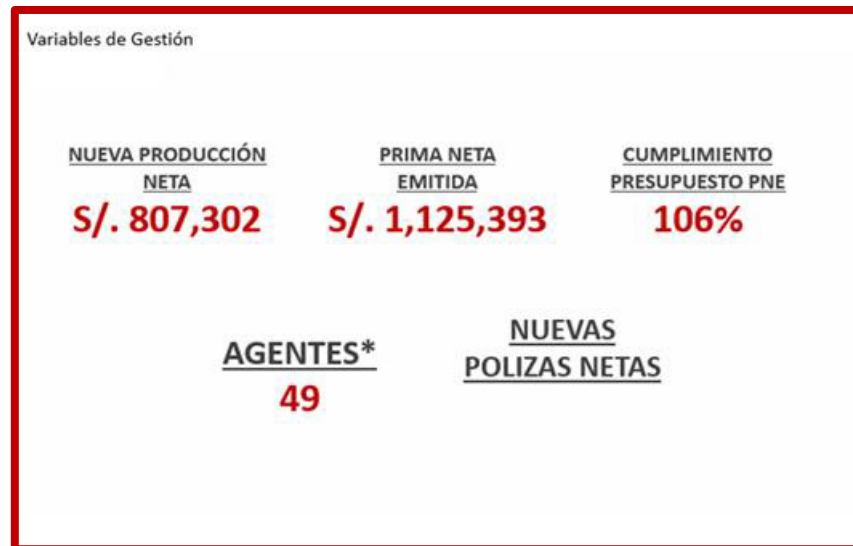 Variables de Gestión
NUEVA PRODUCCIÓN
NETA
S/. 807,302
PRIMA NETA
EMITIDA
S/. 1,125,393
CUMPLIMIENTO
PRESUPUESTO PNE
106%
AGENTES*
49
NUEVAS
POLIZAS NETAS